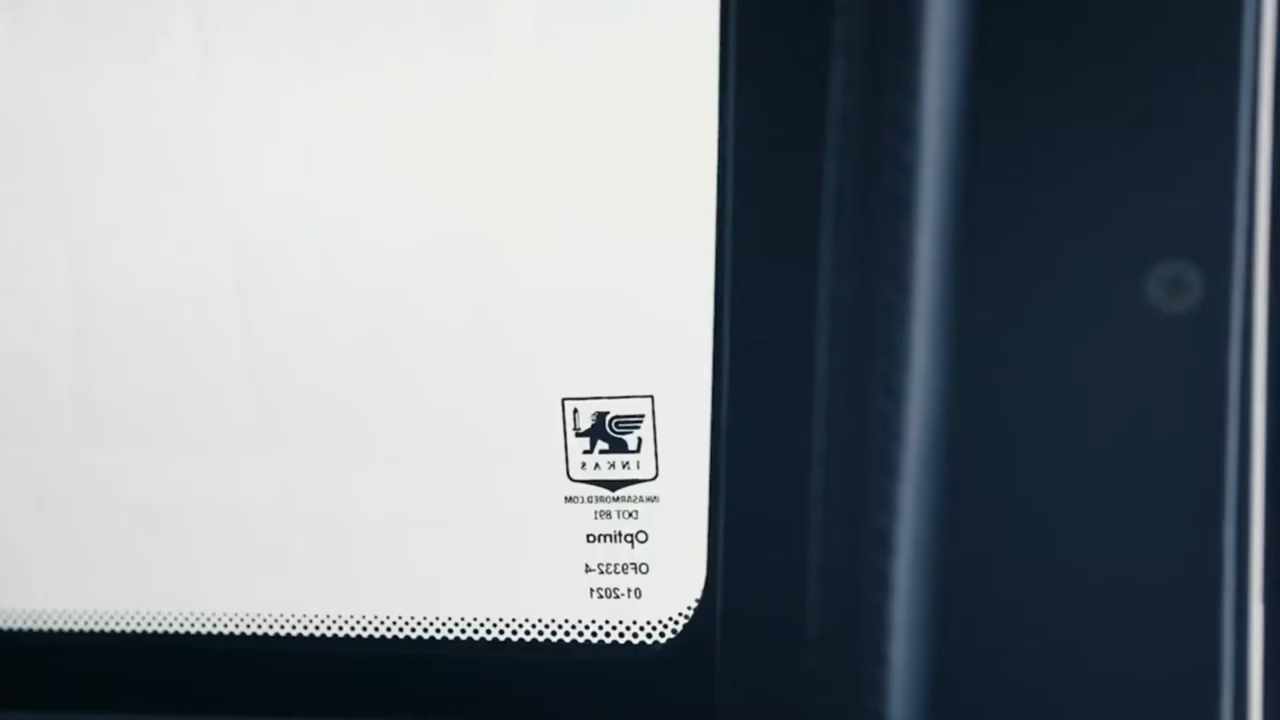 INKAS
INKASARMORED.COM
DOT 891
Optima
OF9332-4
01-2021